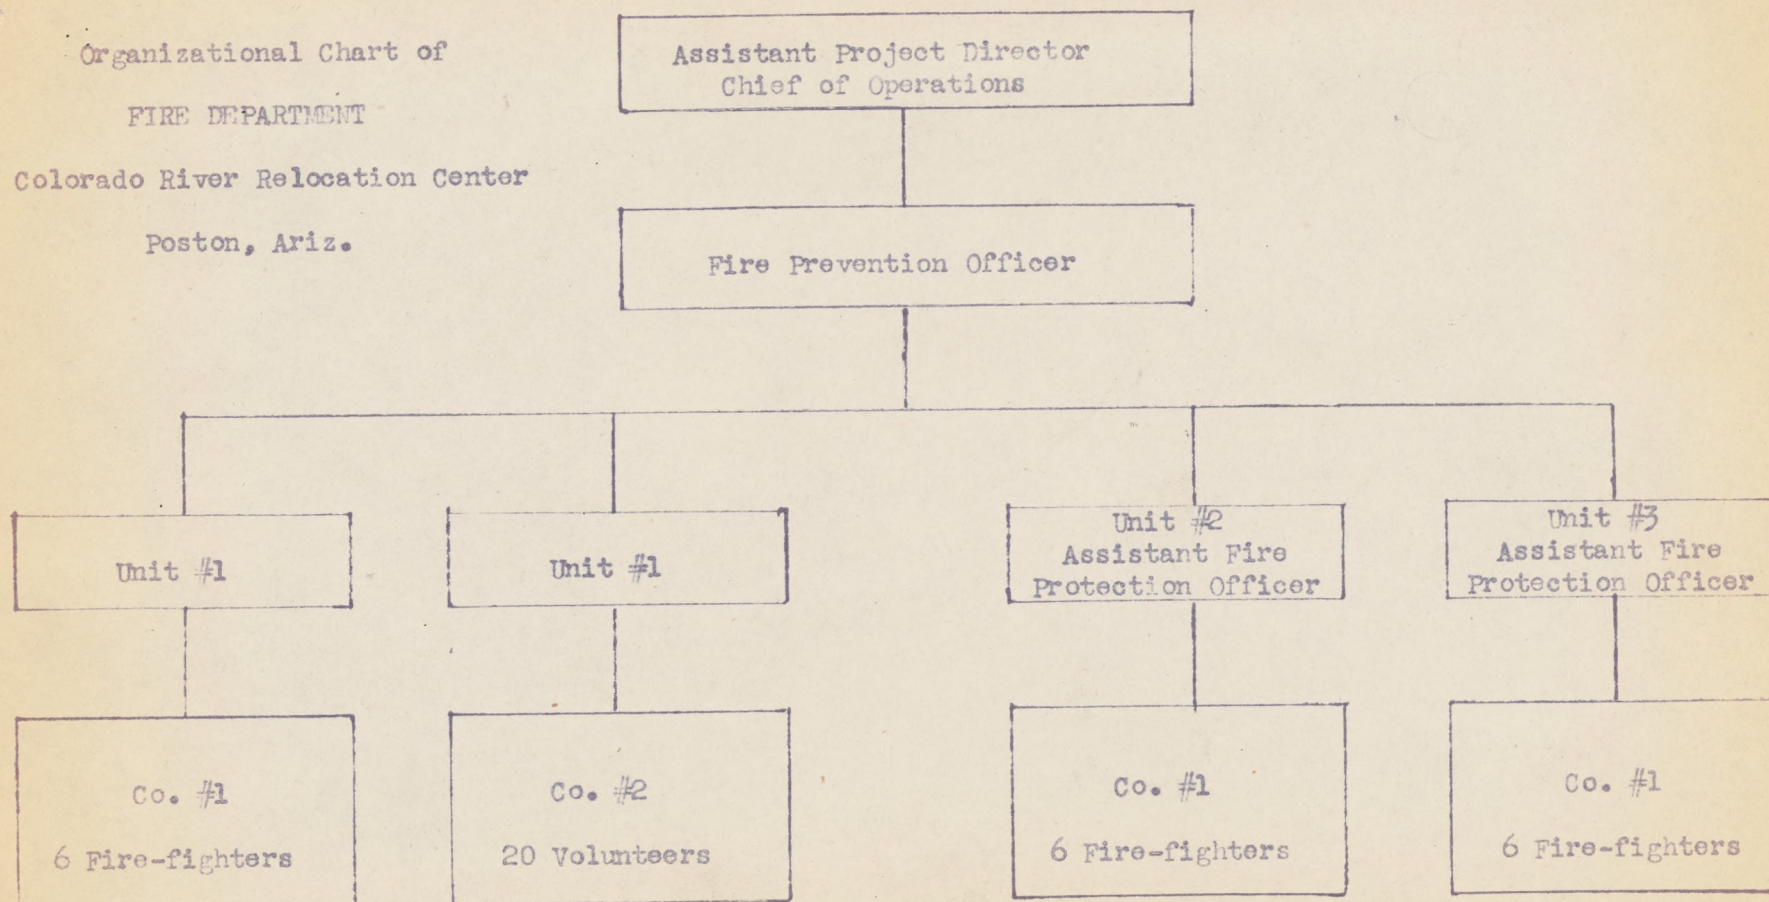 Organizational Chart of
FIRE DEPARTMENT
Colorado River Relocation Center
Poston, Ariz.
Assistant Project Director
Chief of Operations
Fire Prevention Officer
Unit #1
Unit #1
Unit #2
Assistant Fire
Protection Officer
Unit #3
Assistant Fire
Protection Officer
Co. #1
6 Fire-fighters
Co. #2
20 Volunteers
Co. #1
6 Fire-fighters
Co. #1
6 Fire-fighters